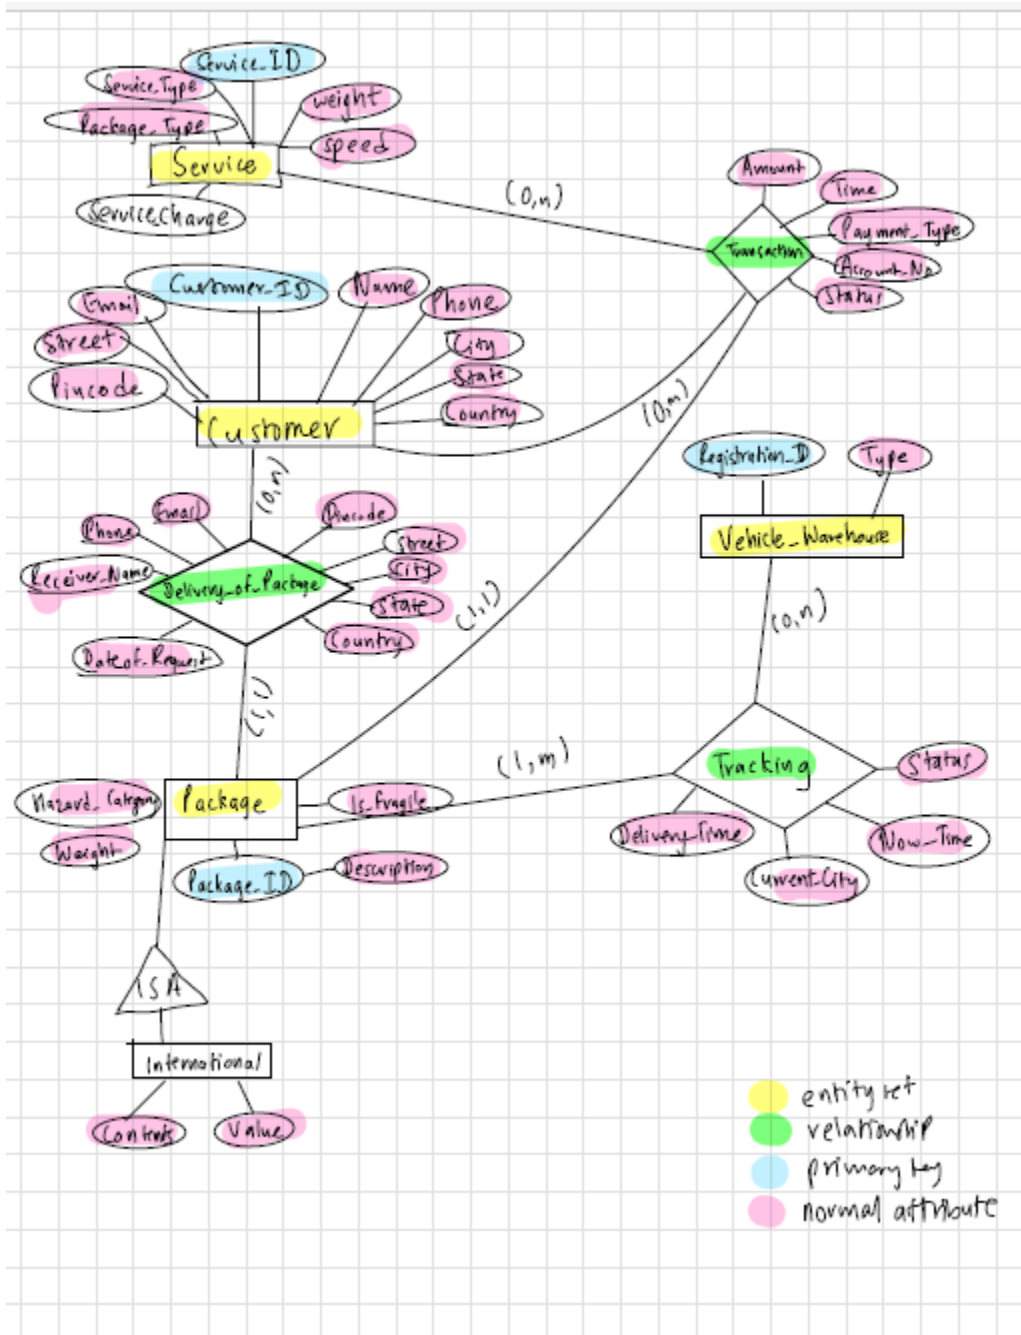 Service_ID
Service_Type
weight
Package_Type
speed
Service
ServiceCharge
(0,n)
Amount
Time
Payment_Type
Transaction
Account_No
Status
Customer_ID
Name
Email
Phone
Street
City
Pincode
State
Country
Customer
(0,m)
(0,n)
Registration_ID
Type
Vehicle_Warehouse
Email
Pincode
Phone
Street
Receiver_Name
City
Delivery_of_Package
State
Country
Date_of_Request
(1,1)
(0,n)
(1,1)
(1,m)
Tracking
Status
Delivery_Time
Now_Time
Current_City
Hazard_Category
Package
Is_fragile
Weight
Package_ID
Description
ISA
International
Contents
Value
entity set
relationship
primary key
normal attribute